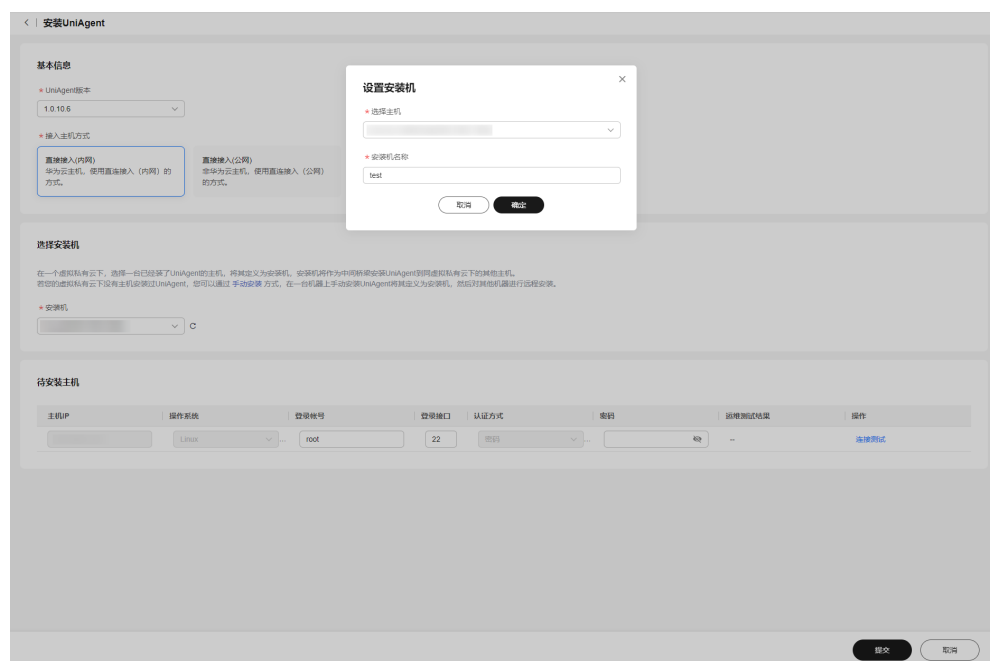 安装UniAgent
基本信息
* UniAgent版本
1.0.10.6
* 接入主机方式
直接接入(内网)
华为云主机，使用直连接入（内网）的
方式。
直接接入(公网)
非华为云主机，使用直连接入（公网）
的方式。
设置安装机
* 选择主机
* 安装机名称
test
取消
确定
选择安装机
在一个虚拟私有云下，选择一台已经装了UniAgent的主机，将其定义为安装机，安装机将作为中间桥梁安装UniAgent到同虚拟私有云下的其他主机。
若您的虚拟私有云下没有主机安装过UniAgent，您可以通过 手动安装 方式，在一台机器上手动安装UniAgent将其定义为安装机，然后对其他机器进行远程安装。
* 安装机
待安装主机
主机IP 操作系统 登录帐号 登录接口 认证方式 密码 连接测试结果 操作
Linux ... root 22 密码 ... -- 连接测试
提交 取消